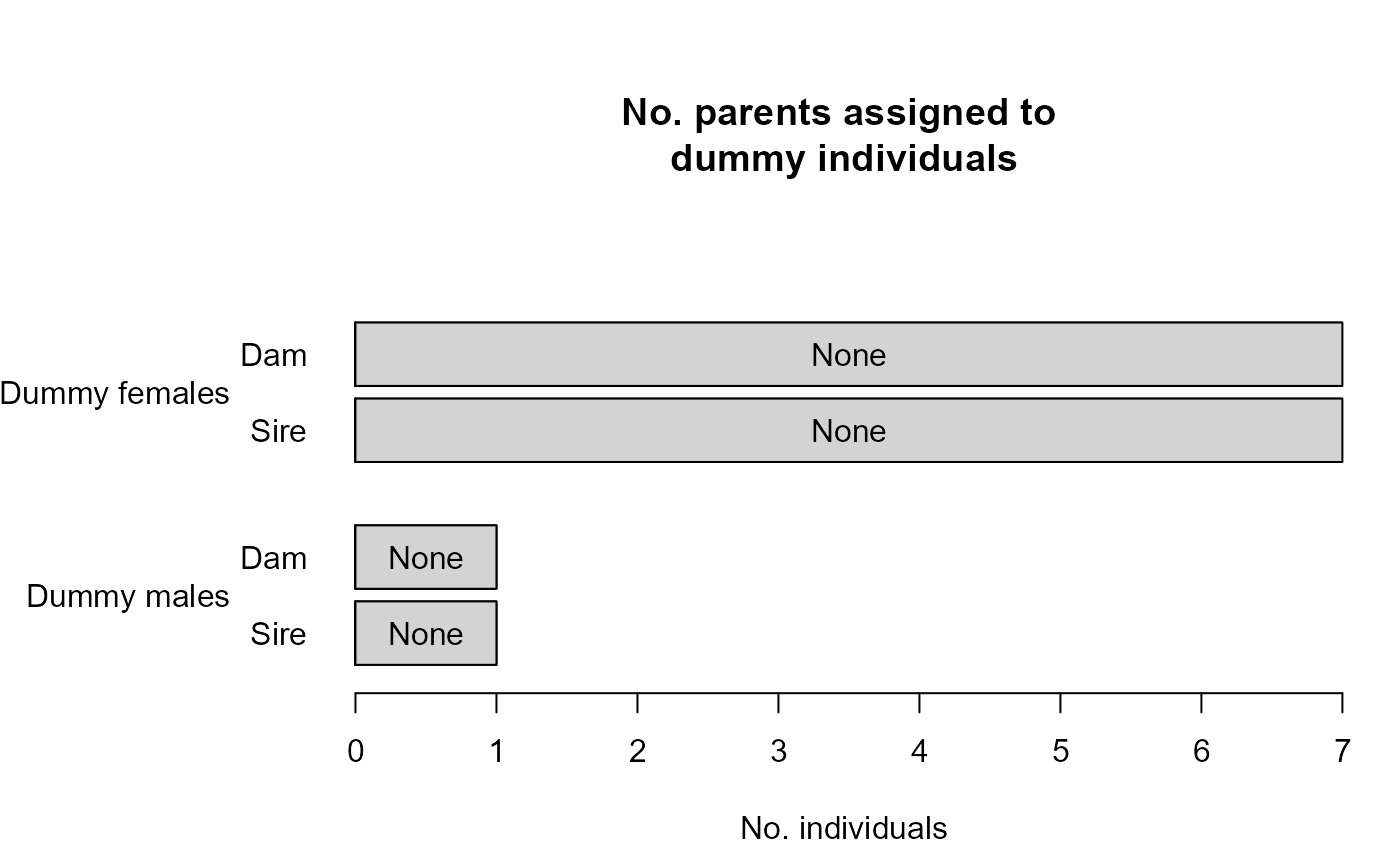 No. parents assigned to
dummy individuals
Dam
None
Dummy females
Sire
None
Dam
None
Dummy males
Sire
None
0 1 2 3 4 5 6 7
No. individuals